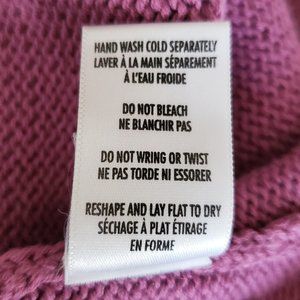 HAND WASH COLD SEPARATELY
LAVER À LA MAIN SÉPARÉMENT
À L'EAU FROIDE
DO NOT BLEACH
NE BLANCHIR PAS
DO NOT WRING OR TWIST
NE PAS TORDE NI ESSORER
RESHAPE AND LAY FLAT TO DRY
SÉCHAGE À PLAT ÉTIRAGE
EN FORME